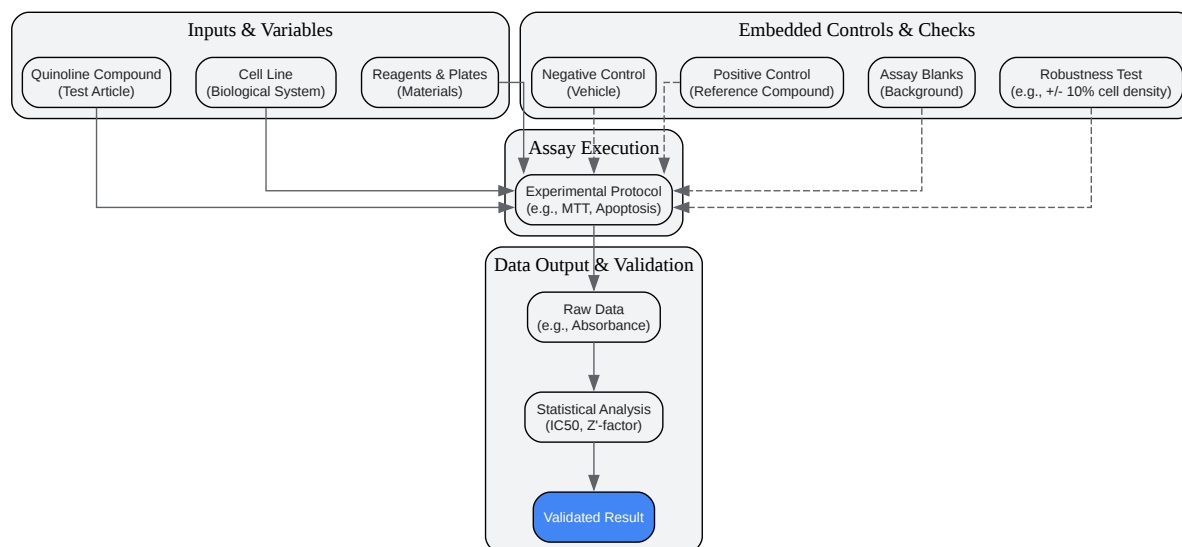 Inputs & Variables
Quinoline Compound
(Test Article)
Cell Line
(Biological System)
Reagents & Plates
(Materials)
Embedded Controls & Checks
Negative Control
(Vehicle)
Positive Control
(Reference Compound)
Assay Blanks
(Background)
Robustness Test
(e.g., +/- 10% cell density)
Assay Execution
Experimental Protocol
(e.g., MTT, Apoptosis)
Data Output & Validation
Raw Data
(e.g., Absorbance)
Statistical Analysis
(IC50, Z'-factor)
Validated Result